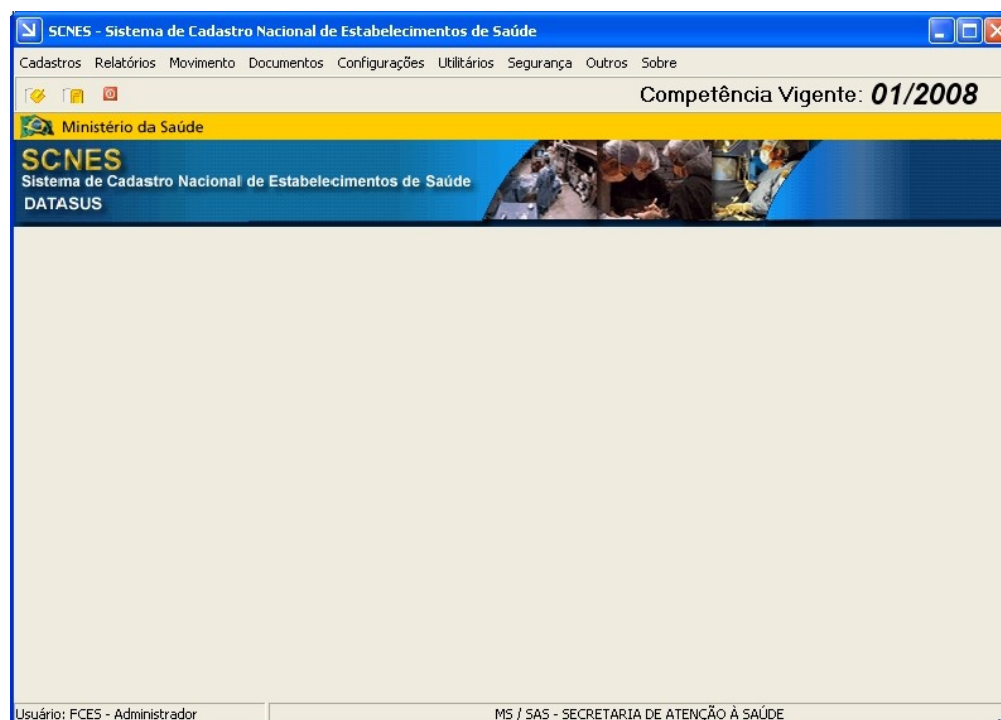 SCNES - Sistema de Cadastro Nacional de Estabelecimentos de Saúde
Cadastros Relatórios Movimento Documentos Configurações Utilitários Segurança Outros Sobre
Competência Vigente: 01/2008
Ministério da Saúde
SCNES
Sistema de Cadastro Nacional de Estabelecimentos de Saúde
DATASUS
Usuário: FCES - Administrador MS / SAS - SECRETARIA DE ATENÇÃO À SAÚDE